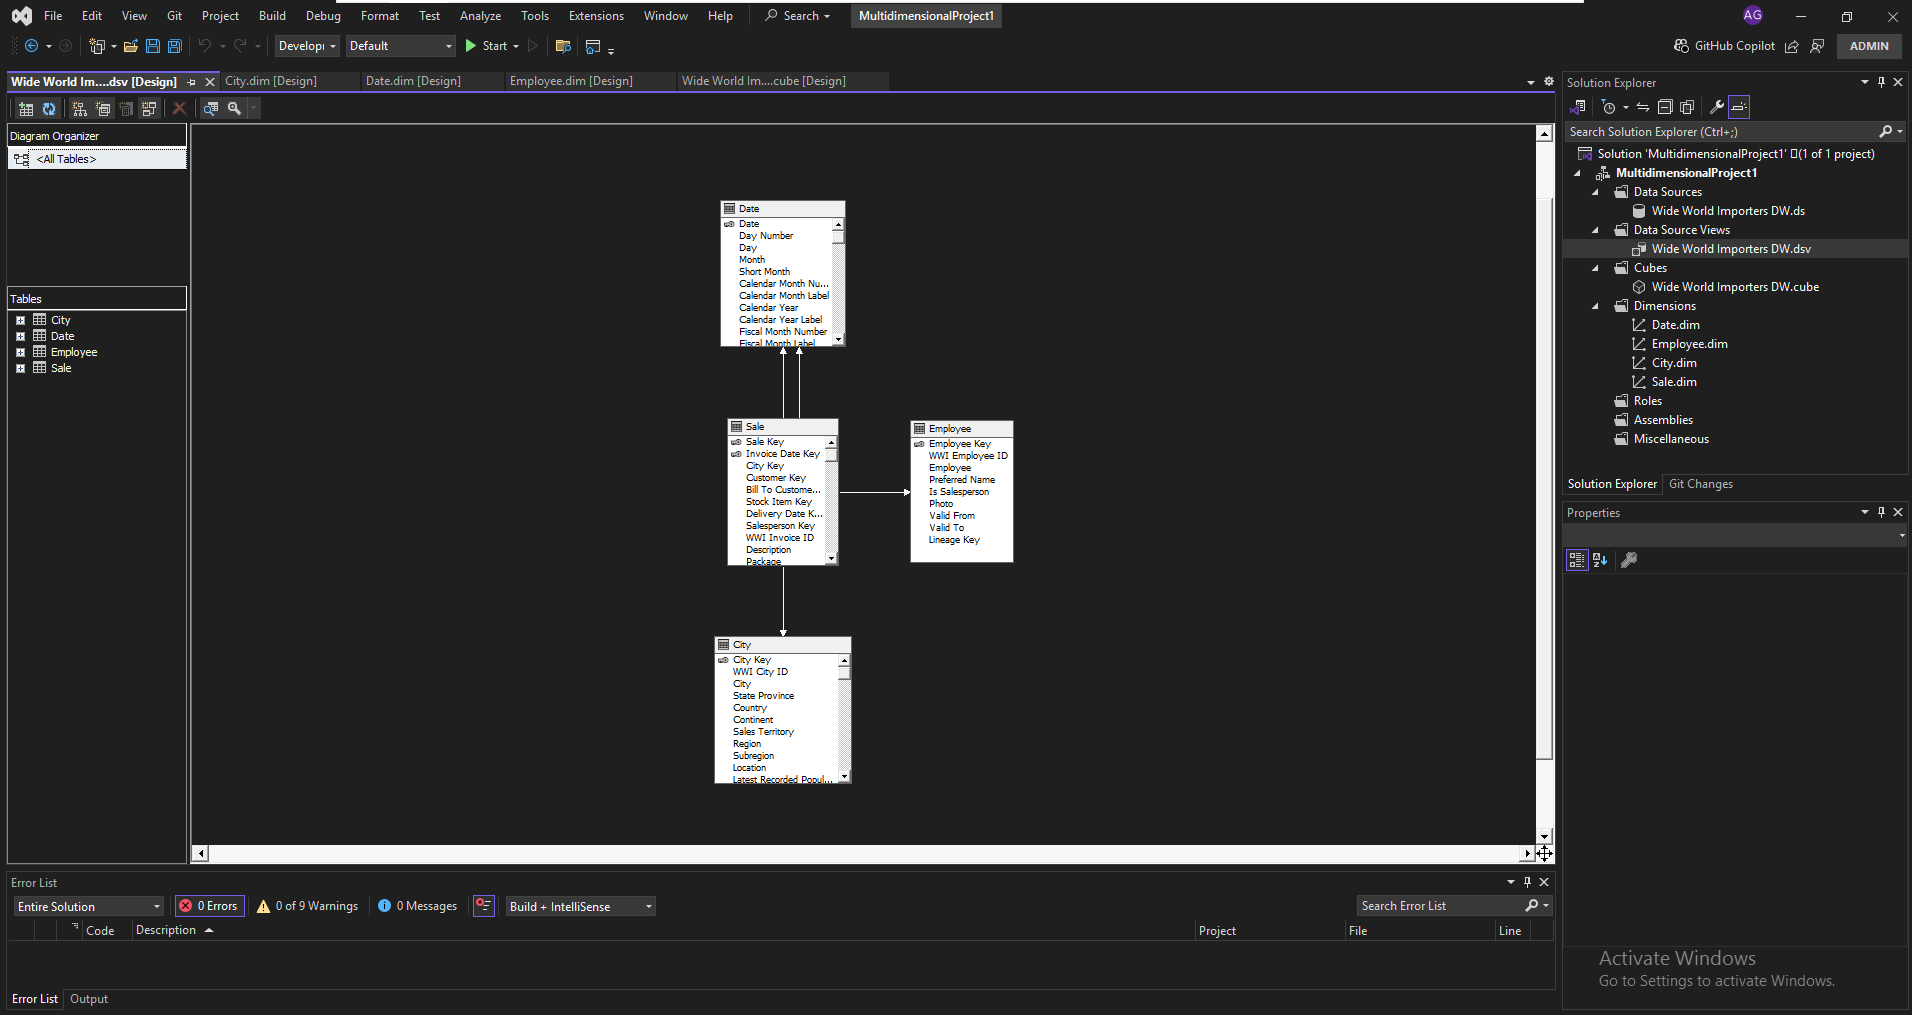 File Edit View Git Project Build Debug Format Test Analyze Tools Extensions Window Help Search MultidimensionalProject1 AG
Developı Default Start GitHub Copilot ADMIN
Wide World Im....dsv [Design] City.dim [Design] Date.dim [Design] Employee.dim [Design] Wide World Im....cube [Design]
Diagram Organizer
<All Tables>
Tables
City
Date
Employee
Sale
Date
Date
Day Number
Day
Month
Short Month
Calendar Month Nu...
Calendar Month Label
Calendar Year
Calendar Year Label
Fiscal Month Number
Fiscal Month Label
Sale
Sale Key
Invoice Date Key
City Key
Customer Key
Bill To Custome...
Stock Item Key
Delivery Date K...
Salesperson Key
WWI Invoice ID
Description
Package
Employee
Employee Key
WWI Employee ID
Employee
Preferred Name
Is Salesperson
Photo
Valid From
Valid To
Lineage Key
City
City Key
WWI City ID
City
State Province
Country
Continent
Sales Territory
Region
Subregion
Location
Latest Recorded Popul...
Solution Explorer
Search Solution Explorer (Ctrl+;)
Solution 'MultidimensionalProject1' (1 of 1 project)
MultidimensionalProject1
Data Sources
Wide World Importers DW.ds
Data Source Views
Wide World Importers DW.dsv
Cubes
Wide World Importers DW.cube
Dimensions
Date.dim
Employee.dim
City.dim
Sale.dim
Roles
Assemblies
Miscellaneous
Solution Explorer Git Changes
Properties
Error List
Entire Solution 0 Errors 0 of 9 Warnings 0 Messages Build + IntelliSense Search Error List
Code Description Project File Line
Error List Output
Activate Windows
Go to Settings to activate Windows.